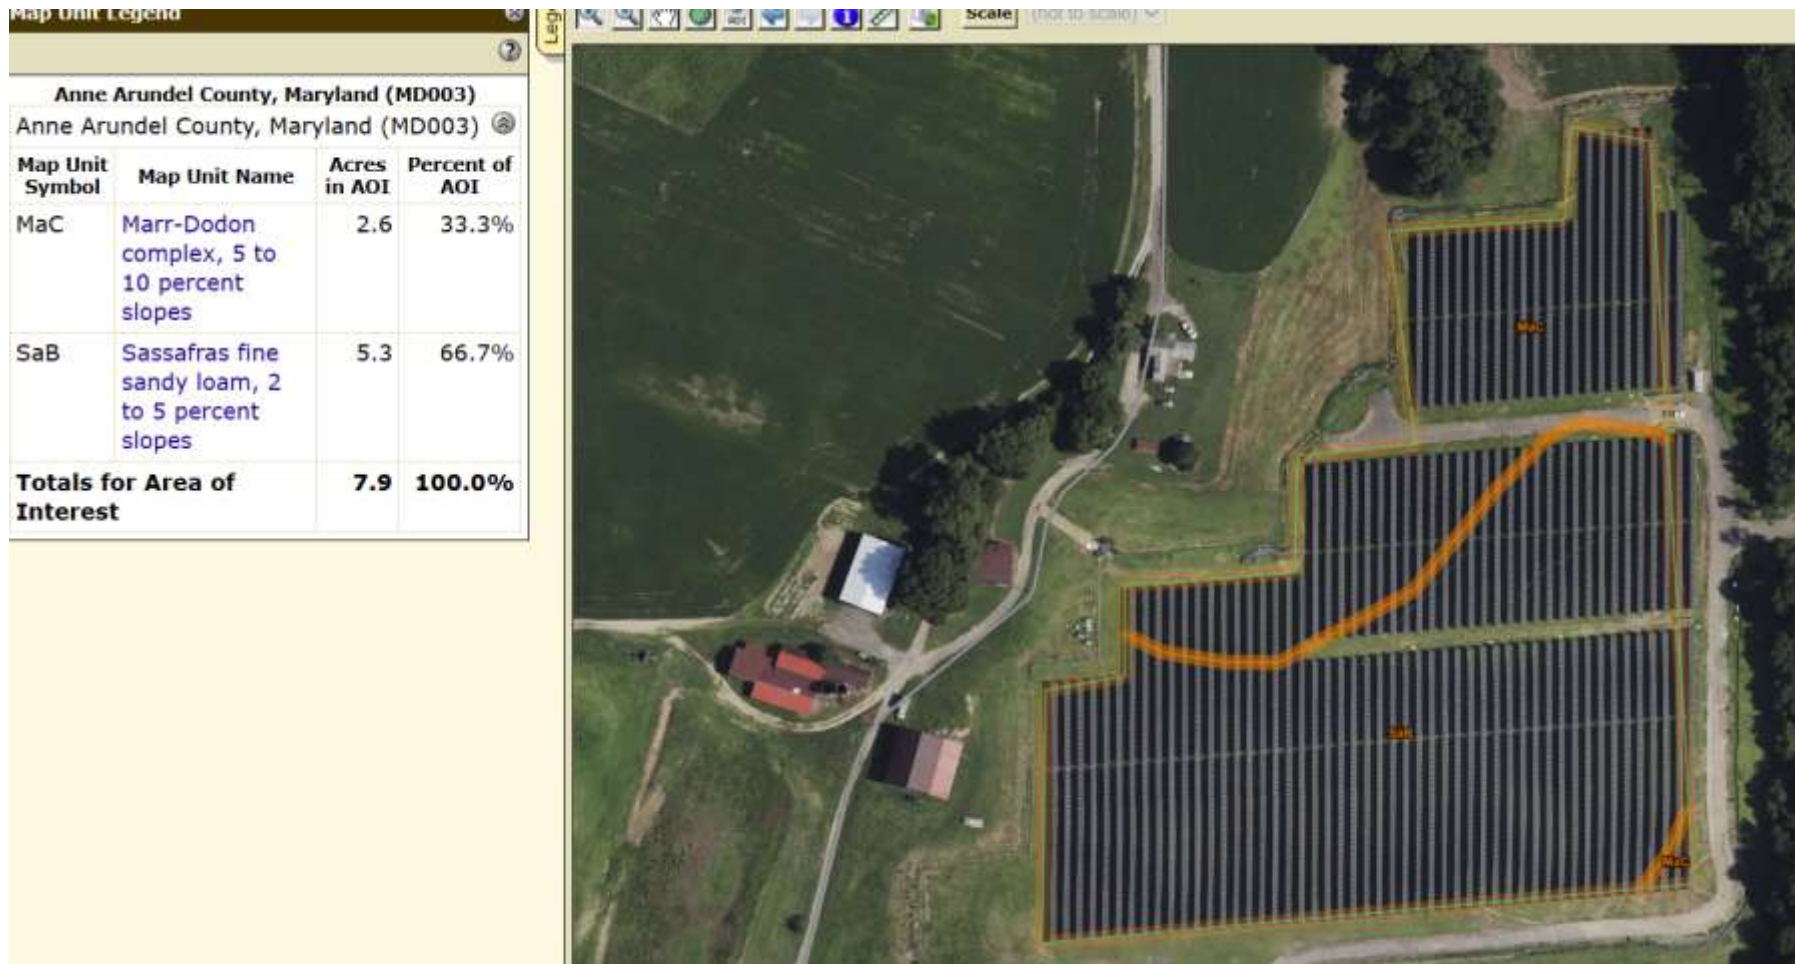 Map Unit Legend
Scale (not to scale)
Anne Arundel County, Maryland (MD003)
Anne Arundel County, Maryland (MD003)
Map Unit Symbol
Map Unit Name
Acres in AOI
Percent of AOI
MaC
Marr-Dodon
complex, 5 to
10 percent
slopes
2.6
33.3%
SaB
Sassafras fine
sandy loam, 2
to 5 percent
slopes
5.3
66.7%
Totals for Area of
Interest
7.9
100.0%
MaC
SaB
MaC